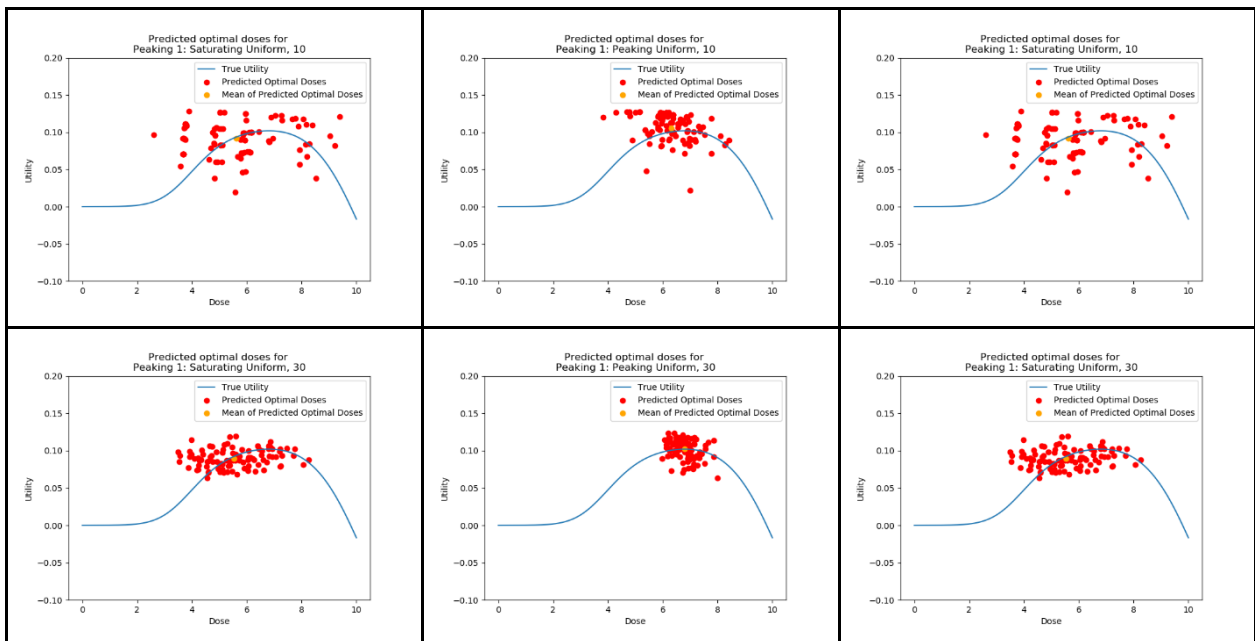 Predicted optimal doses for
Peaking 1: Saturating Uniform, 10
True Utility
Predicted Optimal Doses
Mean of Predicted Optimal Doses
0.20
0.15
0.10
0.05
0.00
−0.05
−0.10
Utility
0 2 4 6 8 10
Dose
Predicted optimal doses for
Peaking 1: Peaking Uniform, 10
True Utility
Predicted Optimal Doses
Mean of Predicted Optimal Doses
0.20
0.15
0.10
0.05
0.00
−0.05
−0.10
Utility
0 2 4 6 8 10
Dose
Predicted optimal doses for
Peaking 1: Saturating Uniform, 10
True Utility
Predicted Optimal Doses
Mean of Predicted Optimal Doses
0.20
0.15
0.10
0.05
0.00
−0.05
−0.10
Utility
0 2 4 6 8 10
Dose
Predicted optimal doses for
Peaking 1: Saturating Uniform, 30
True Utility
Predicted Optimal Doses
Mean of Predicted Optimal Doses
0.20
0.15
0.10
0.05
0.00
−0.05
−0.10
Utility
0 2 4 6 8 10
Dose
Predicted optimal doses for
Peaking 1: Peaking Uniform, 30
True Utility
Predicted Optimal Doses
Mean of Predicted Optimal Doses
0.20
0.15
0.10
0.05
0.00
−0.05
−0.10
Utility
0 2 4 6 8 10
Dose
Predicted optimal doses for
Peaking 1: Saturating Uniform, 30
True Utility
Predicted Optimal Doses
Mean of Predicted Optimal Doses
0.20
0.15
0.10
0.05
0.00
−0.05
−0.10
Utility
0 2 4 6 8 10
Dose